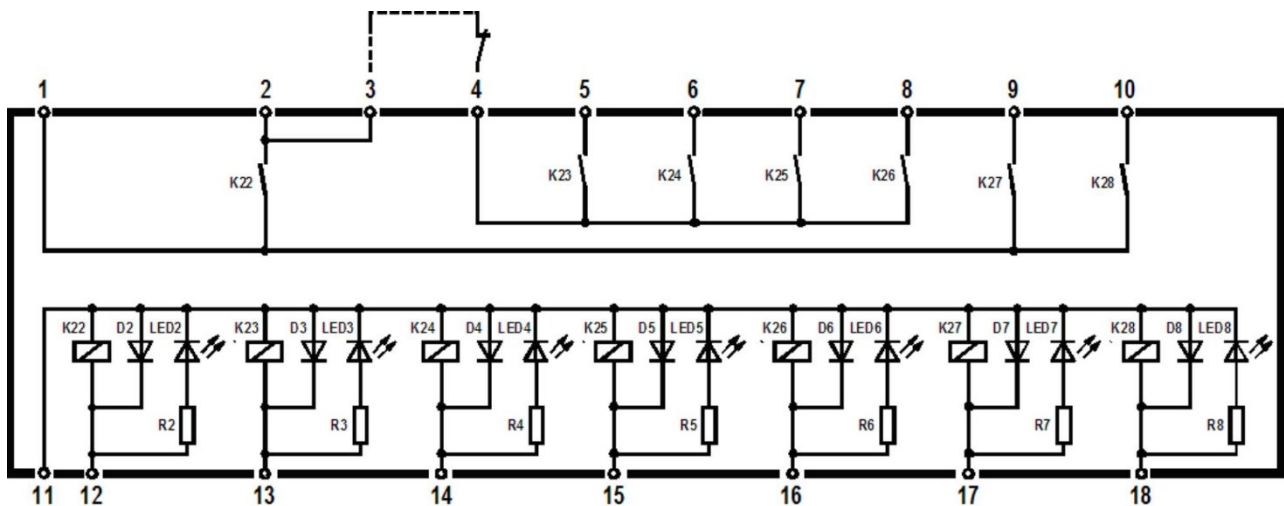 1 2 3 4 5 6 7 8 9 10
K22 K23 K24 K25 K26 K27 K28
K22 D2 LED2 K23 D3 LED3 K24 D4 LED4 K25 D5 LED5 K26 D6 LED6 K27 D7 LED7 K28 D8 LED8
R2 R3 R4 R5 R6 R7 R8
11 12 13 14 15 16 17 18